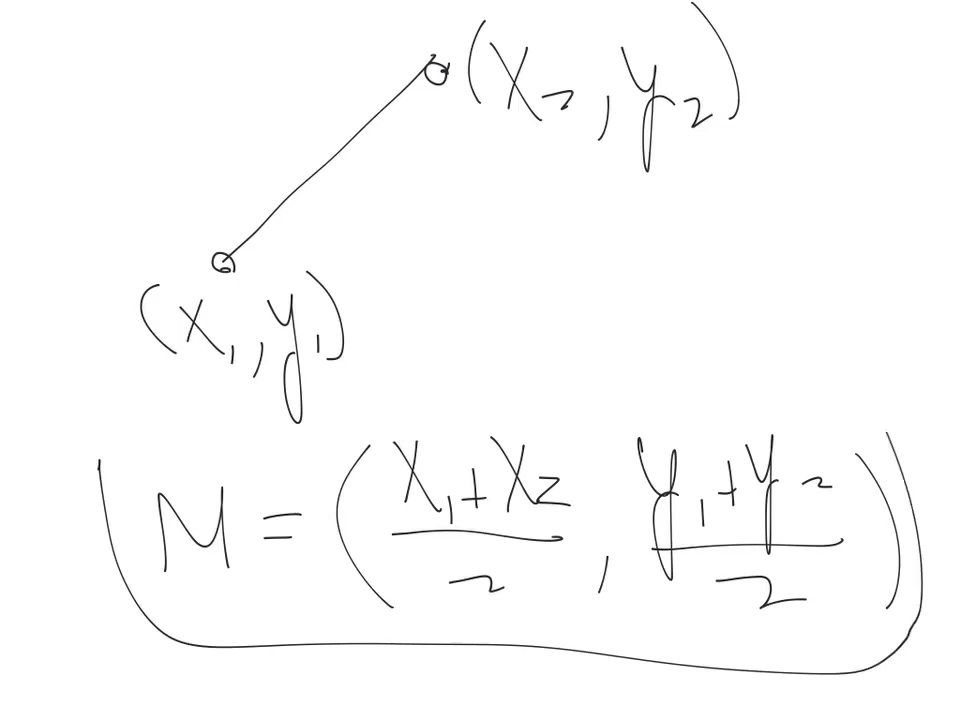 (x₂, y₂)
(x₁, y₁)
M = ( (x₁+x₂)/2 , (y₁+y₂)/2 )